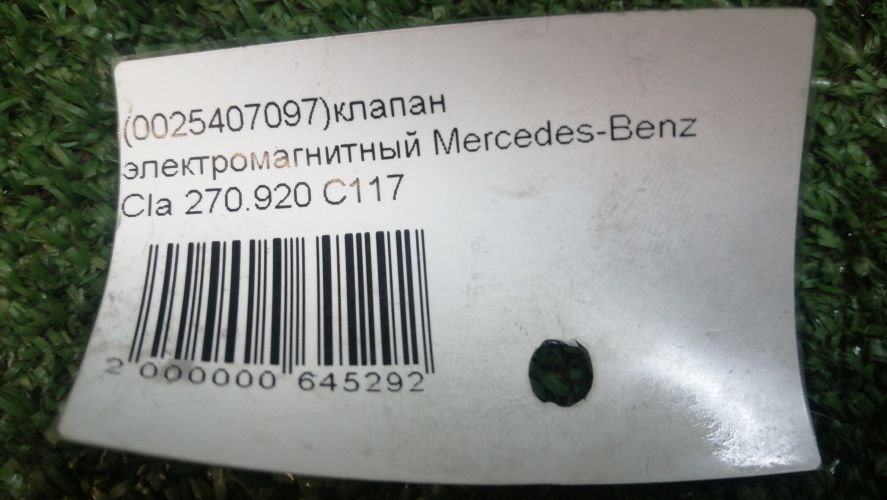 (0025407097)клапан
электромагнитный Mercedes-Benz
Cla 270.920 C117
2 000000 645292